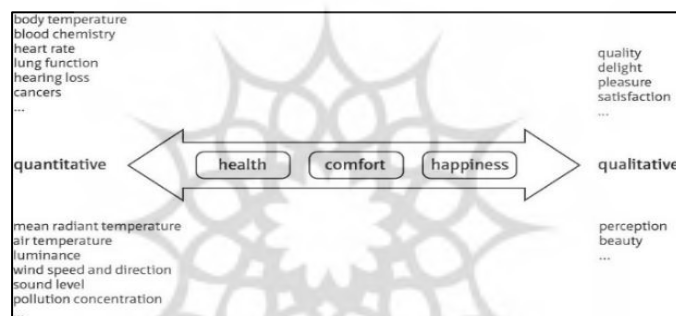 body temperature
blood chemistry
heart rate
lung function
hearing loss
cancers
...
quality
delight
pleasure
satisfaction
...
quantitative
health
comfort
happiness
qualitative
mean radiant temperature
air temperature
luminance
wind speed and direction
sound level
pollution concentration
...
perception
beauty
...